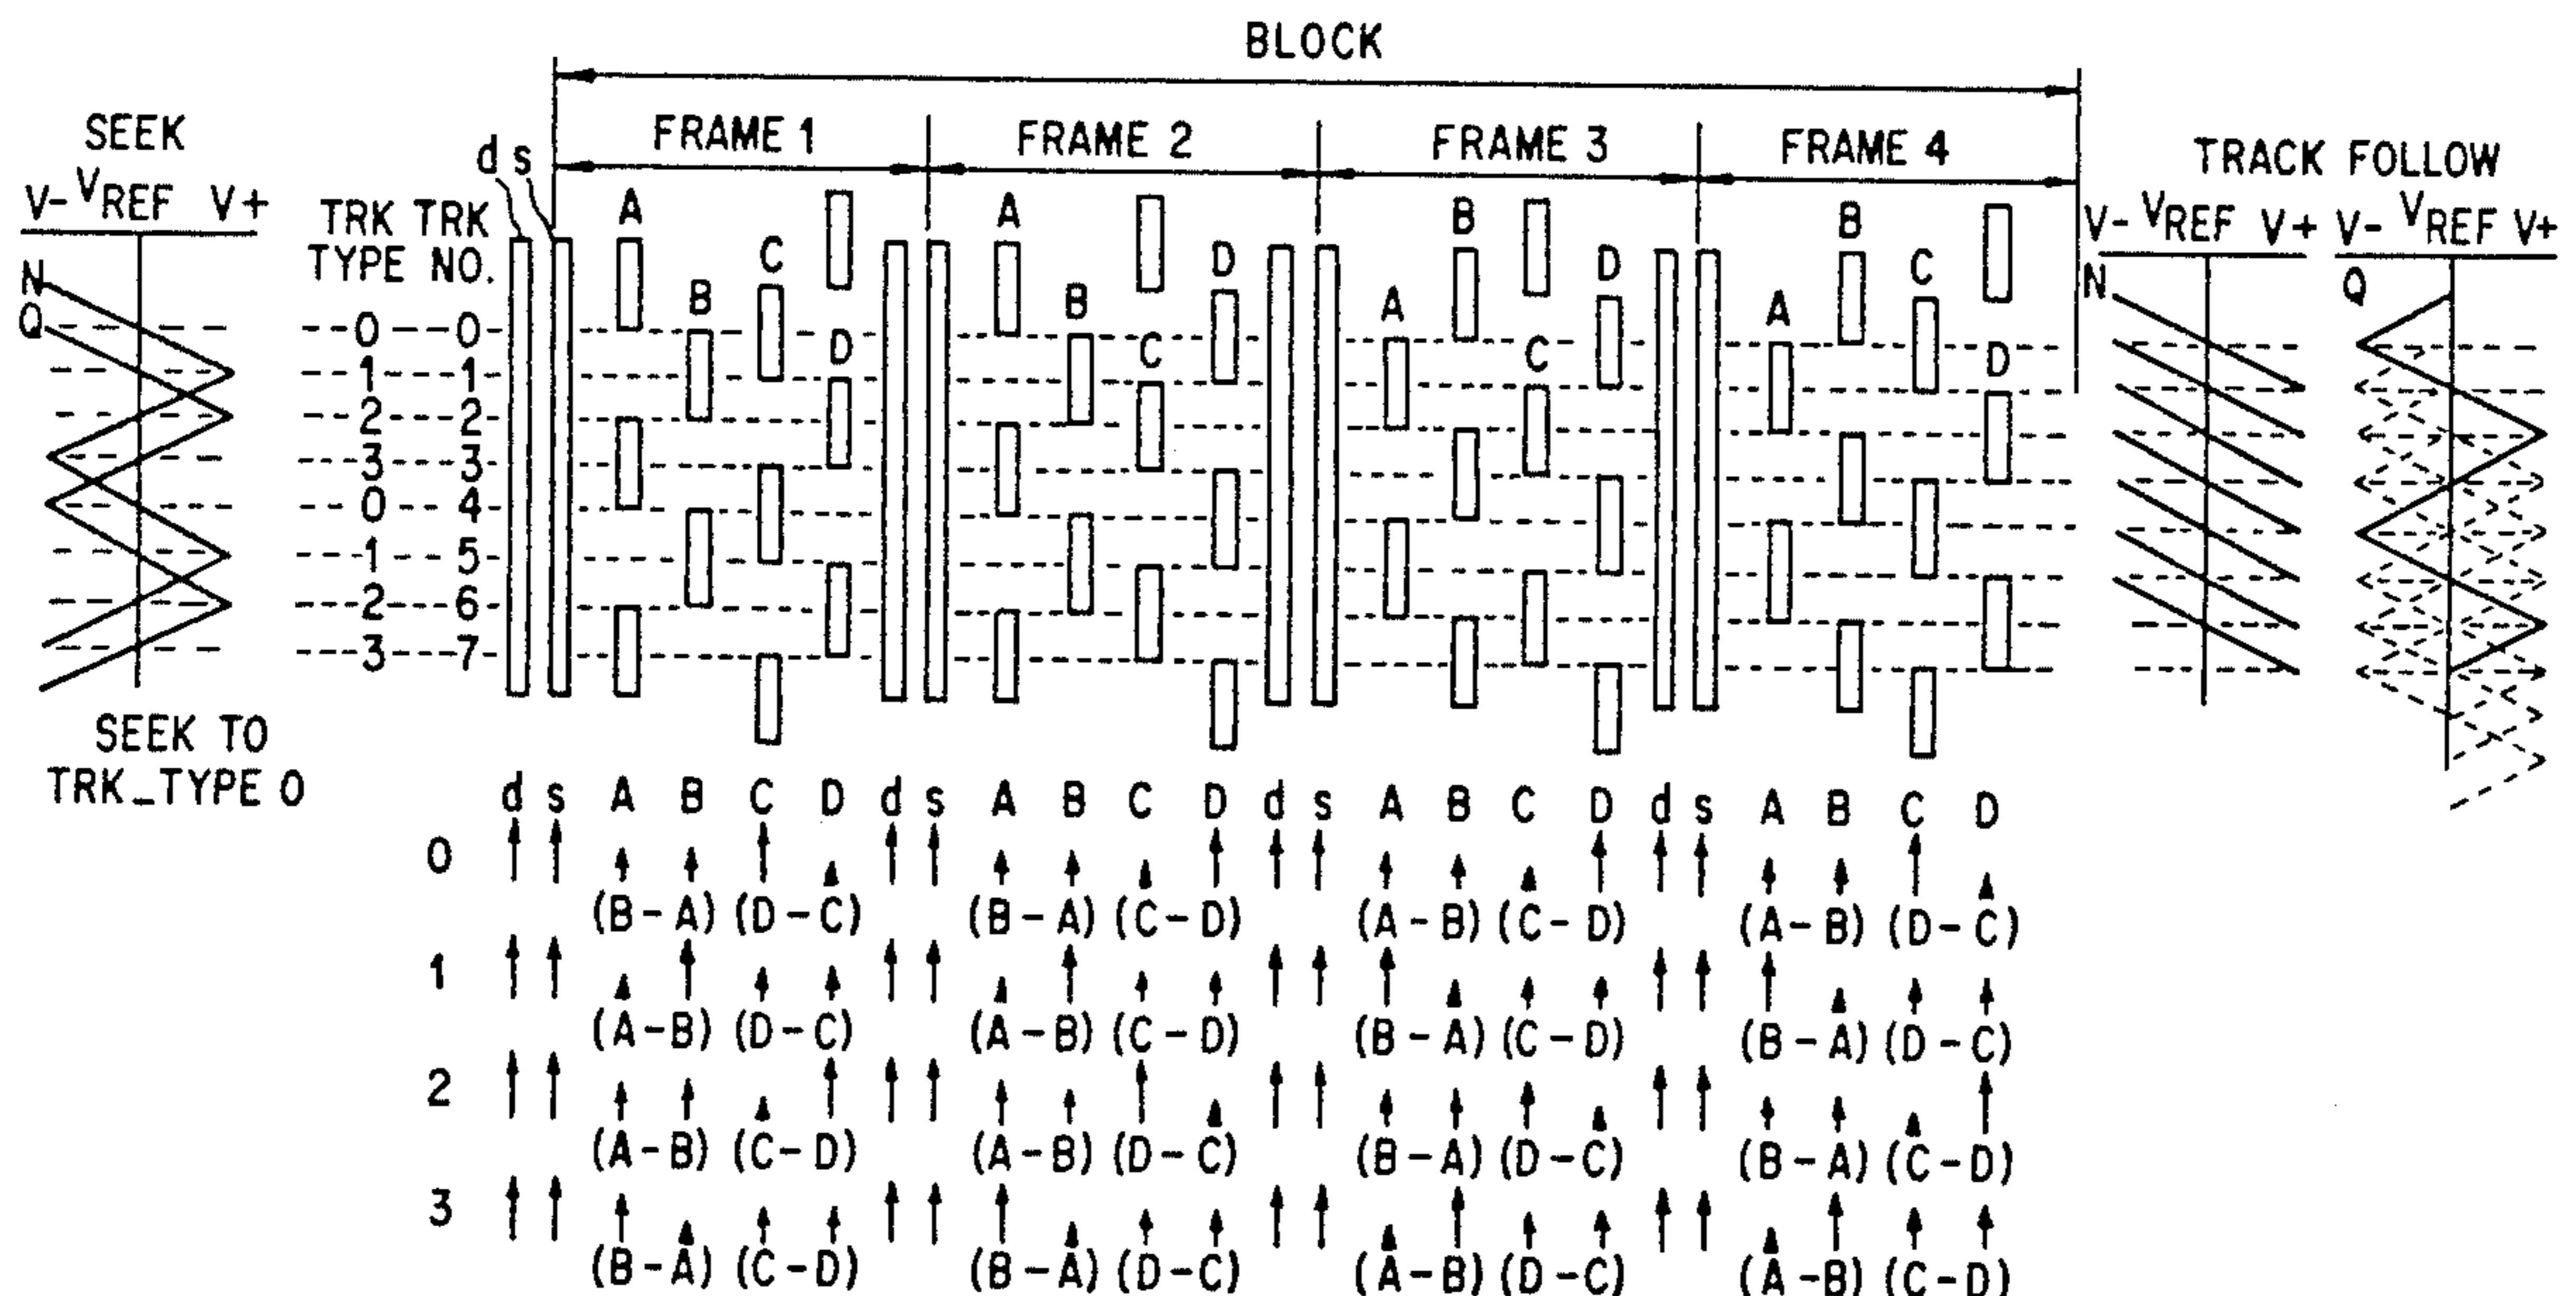 BLOCK
SEEK
V- VREF V+
N
Q
SEEK TO
TRK_TYPE 0
TRK TRK
TYPE NO.
0 0
1 1
2 2
3 3
0 4
1 5
2 6
3 7
d s
FRAME 1 FRAME 2 FRAME 3 FRAME 4
A B C D
A B C D
A B C D
A B C D
TRACK FOLLOW
V- VREF V+
N
V- VREF V+
Q
d s A B C D d s A B C D d s A B C D d s A B C D
0
(B-A) (D-C) (B-A) (C-D) (A-B) (C-D) (A-B) (D-C)
1
(A-B) (D-C) (A-B) (C-D) (B-A) (C-D) (B-A) (D-C)
2
(A-B) (C-D) (A-B) (D-C) (B-A) (D-C) (B-A) (C-D)
3
(B-A) (C-D) (B-A) (D-C) (A-B) (D-C) (A-B) (C-D)